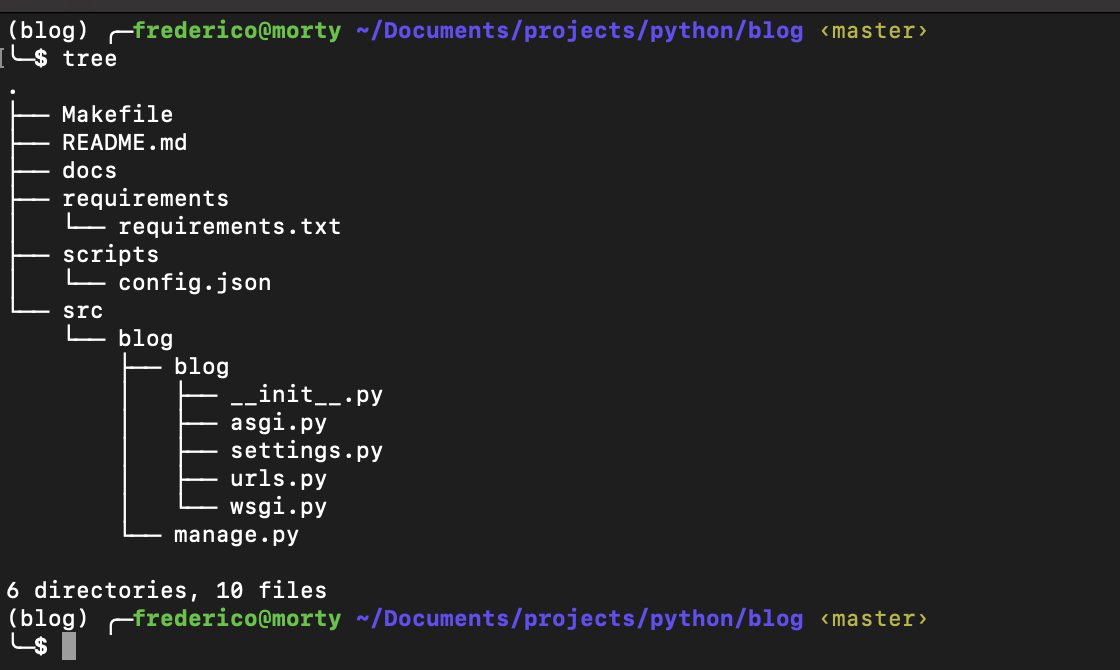 (blog) ╭─frederico@morty ~/Documents/projects/python/blog ‹master›
╰─$ tree
.
├── Makefile
├── README.md
├── docs
├── requirements
│   └── requirements.txt
├── scripts
│   └── config.json
└── src
    └── blog
        ├── blog
        │   ├── __init__.py
        │   ├── asgi.py
        │   ├── settings.py
        │   ├── urls.py
        │   └── wsgi.py
        └── manage.py

6 directories, 10 files
(blog) ╭─frederico@morty ~/Documents/projects/python/blog ‹master›
╰─$